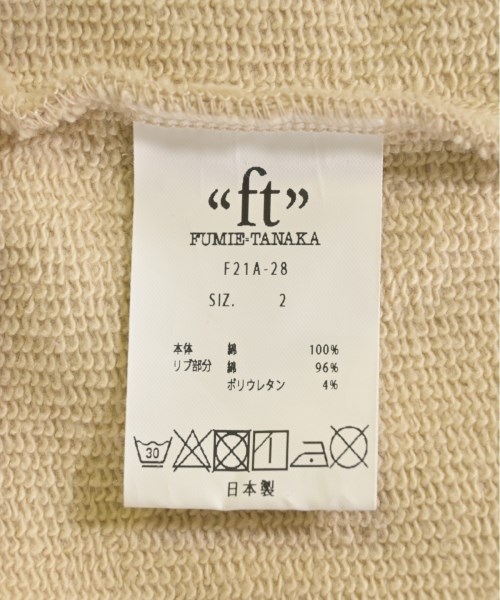 “ft”
FUMIE=TANAKA
F21A-28
SIZ. 2
本体 綿 100%
リブ部分 綿 96%
ポリウレタン 4%
30
日本製